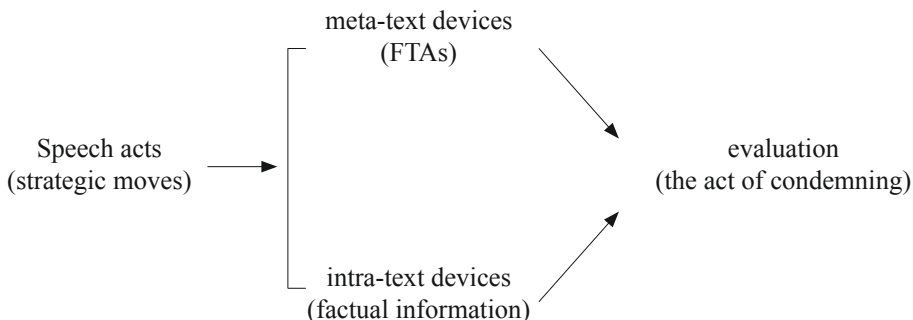 meta-text devices
(FTAs)
Speech acts
(strategic moves)
evaluation
(the act of condemning)
intra-text devices
(factual information)